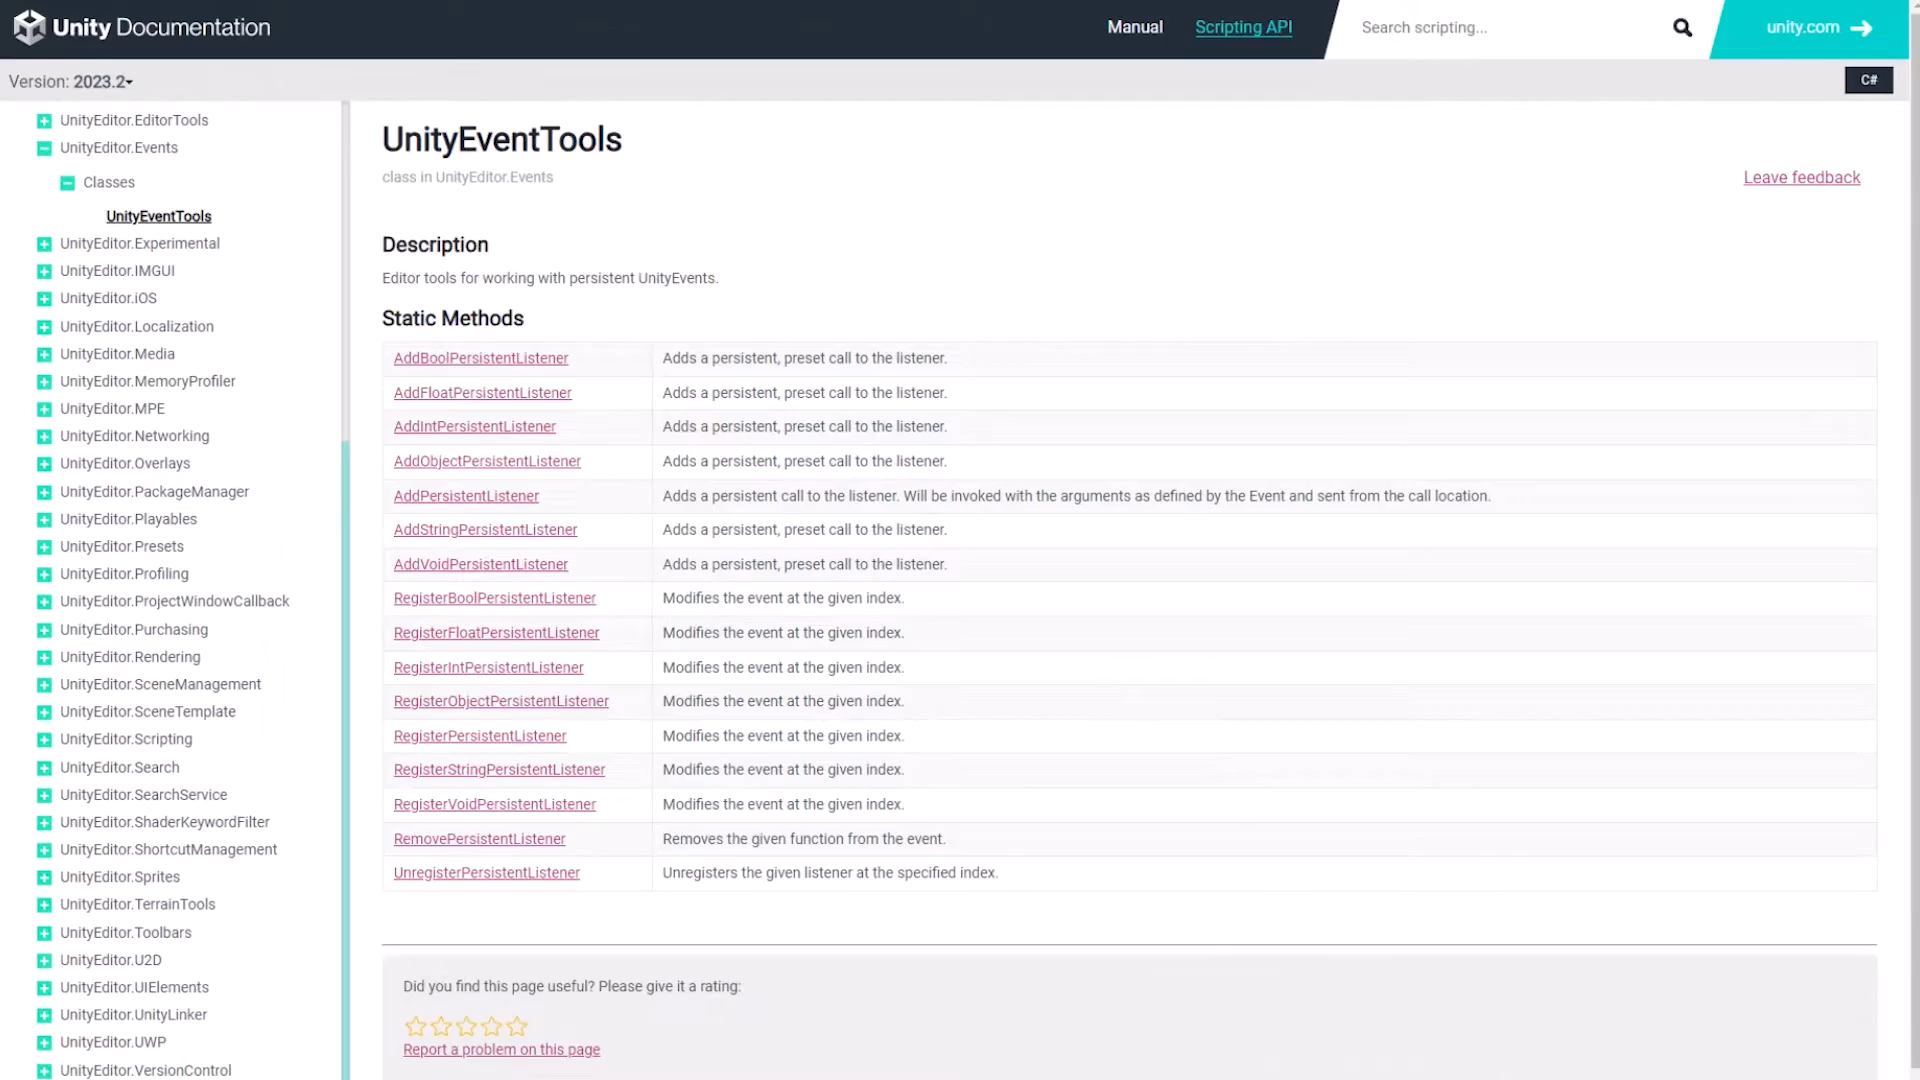 Unity Documentation
Manual
Scripting API
Search scripting...
unity.com
Version: 2023.2
C#
UnityEditor.EditorTools
UnityEditor.Events
Classes
UnityEventTools
UnityEditor.Experimental
UnityEditor.IMGUI
UnityEditor.iOS
UnityEditor.Localization
UnityEditor.Media
UnityEditor.MemoryProfiler
UnityEditor.MPE
UnityEditor.Networking
UnityEditor.Overlays
UnityEditor.PackageManager
UnityEditor.Playables
UnityEditor.Presets
UnityEditor.Profiling
UnityEditor.ProjectWindowCallback
UnityEditor.Purchasing
UnityEditor.Rendering
UnityEditor.SceneManagement
UnityEditor.SceneTemplate
UnityEditor.Scripting
UnityEditor.Search
UnityEditor.SearchService
UnityEditor.ShaderKeywordFilter
UnityEditor.ShortcutManagement
UnityEditor.Sprites
UnityEditor.TerrainTools
UnityEditor.Toolbars
UnityEditor.U2D
UnityEditor.UIElements
UnityEditor.UnityLinker
UnityEditor.UWP
UnityEditor.VersionControl
UnityEventTools
class in UnityEditor.Events
Leave feedback
Description
Editor tools for working with persistent UnityEvents.
Static Methods
AddBoolPersistentListener Adds a persistent, preset call to the listener.
AddFloatPersistentListener Adds a persistent, preset call to the listener.
AddIntPersistentListener Adds a persistent, preset call to the listener.
AddObjectPersistentListener Adds a persistent, preset call to the listener.
AddPersistentListener Adds a persistent call to the listener. Will be invoked with the arguments as defined by the Event and sent from the call location.
AddStringPersistentListener Adds a persistent, preset call to the listener.
AddVoidPersistentListener Adds a persistent, preset call to the listener.
RegisterBoolPersistentListener Modifies the event at the given index.
RegisterFloatPersistentListener Modifies the event at the given index.
RegisterIntPersistentListener Modifies the event at the given index.
RegisterObjectPersistentListener Modifies the event at the given index.
RegisterPersistentListener Modifies the event at the given index.
RegisterStringPersistentListener Modifies the event at the given index.
RegisterVoidPersistentListener Modifies the event at the given index.
RemovePersistentListener Removes the given function from the event.
UnregisterPersistentListener Unregisters the given listener at the specified index.
Did you find this page useful? Please give it a rating:
Report a problem on this page